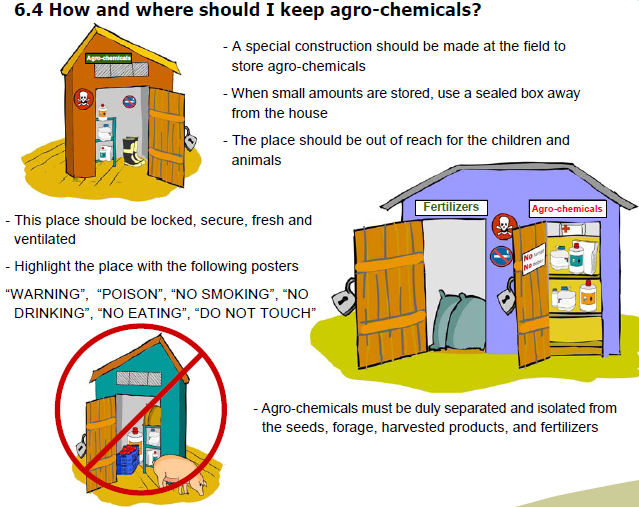 6.4 How and where should I keep agro-chemicals?
Agro-chemicals
- A special construction should be made at the field to
store agro-chemicals
- When small amounts are stored, use a sealed box away
from the house
- The place should be out of reach for the children and
animals
- This place should be locked, secure, fresh and
ventilated
- Highlight the place with the following posters
“WARNING”, “POISON”, “NO SMOKING”, “NO
DRINKING”, “NO EATING”, “DO NOT TOUCH”
Fertilizers
Agro-chemicals
No
No
- Agro-chemicals must be duly separated and isolated from
the seeds, forage, harvested products, and fertilizers